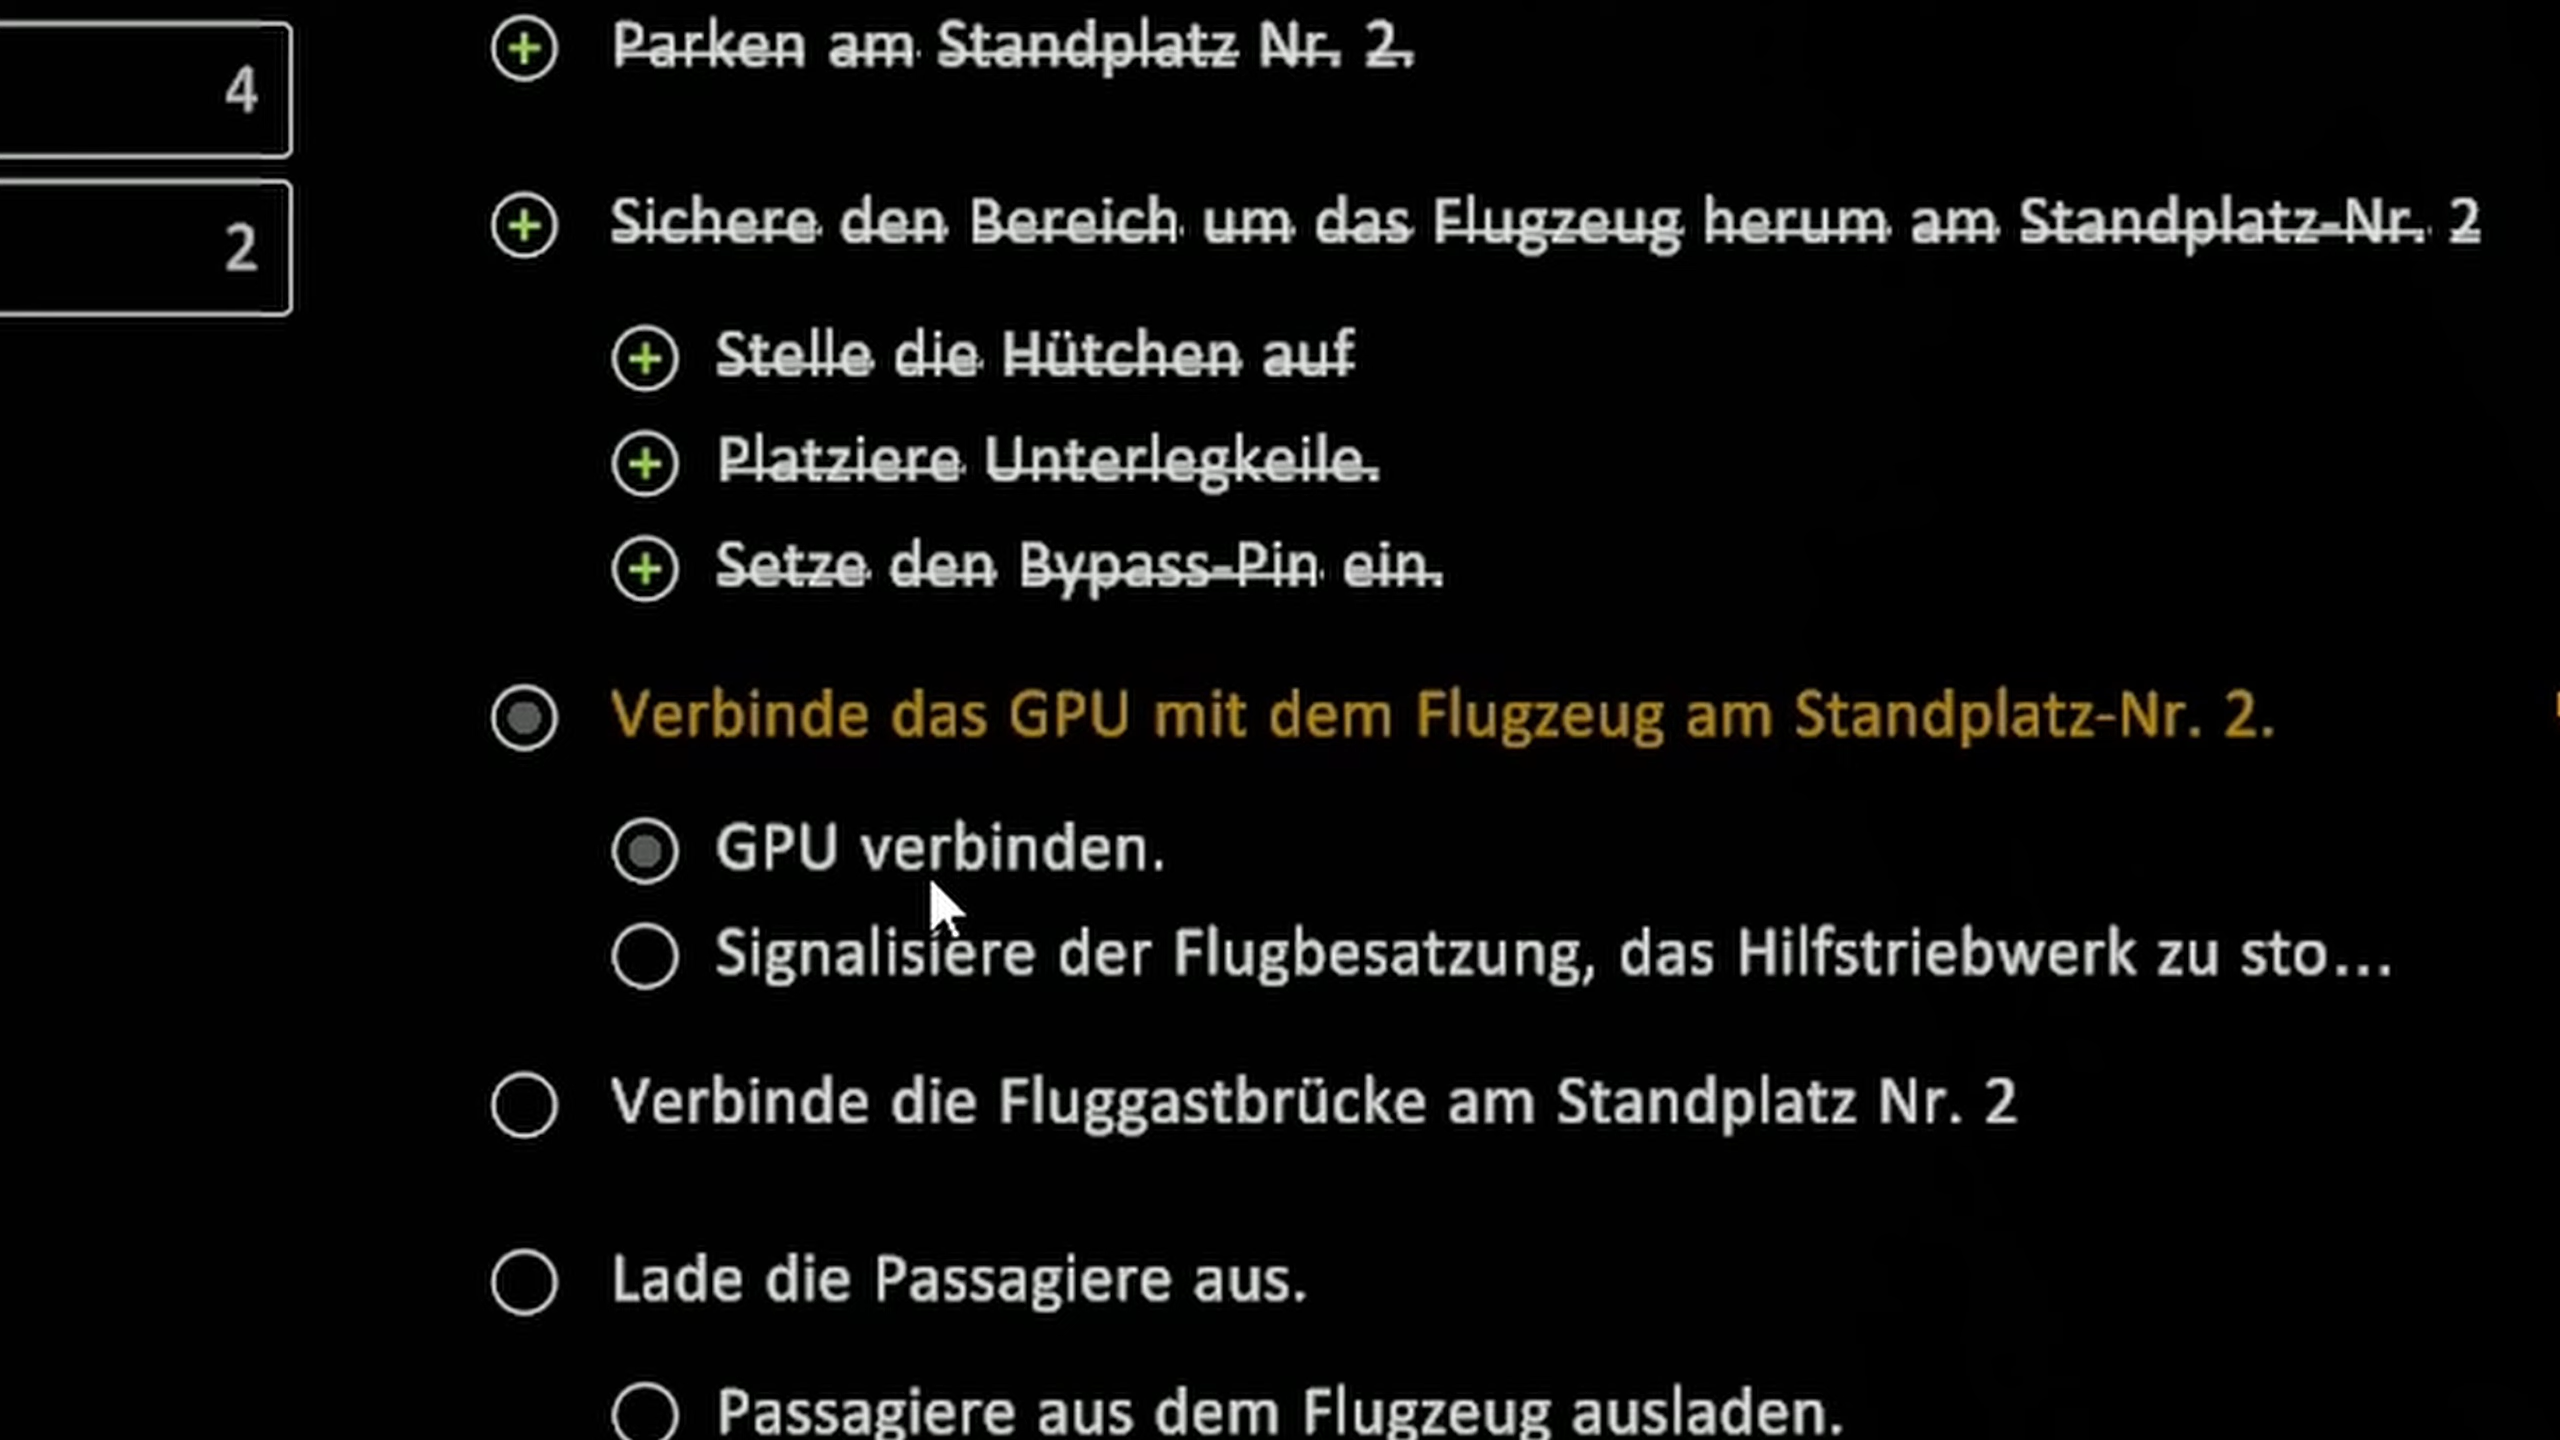 4
2
Parken am Standplatz Nr. 2.
Sichere den Bereich um das Flugzeug herum am Standplatz-Nr. 2
Stelle die Hütchen auf
Platziere Unterlegkeile.
Setze den Bypass-Pin ein.
Verbinde das GPU mit dem Flugzeug am Standplatz-Nr. 2.
GPU verbinden.
Signalisiere der Flugbesatzung, das Hilfstriebwerk zu sto...
Verbinde die Fluggastbrücke am Standplatz Nr. 2
Lade die Passagiere aus.
Passagiere aus dem Flugzeug ausladen.